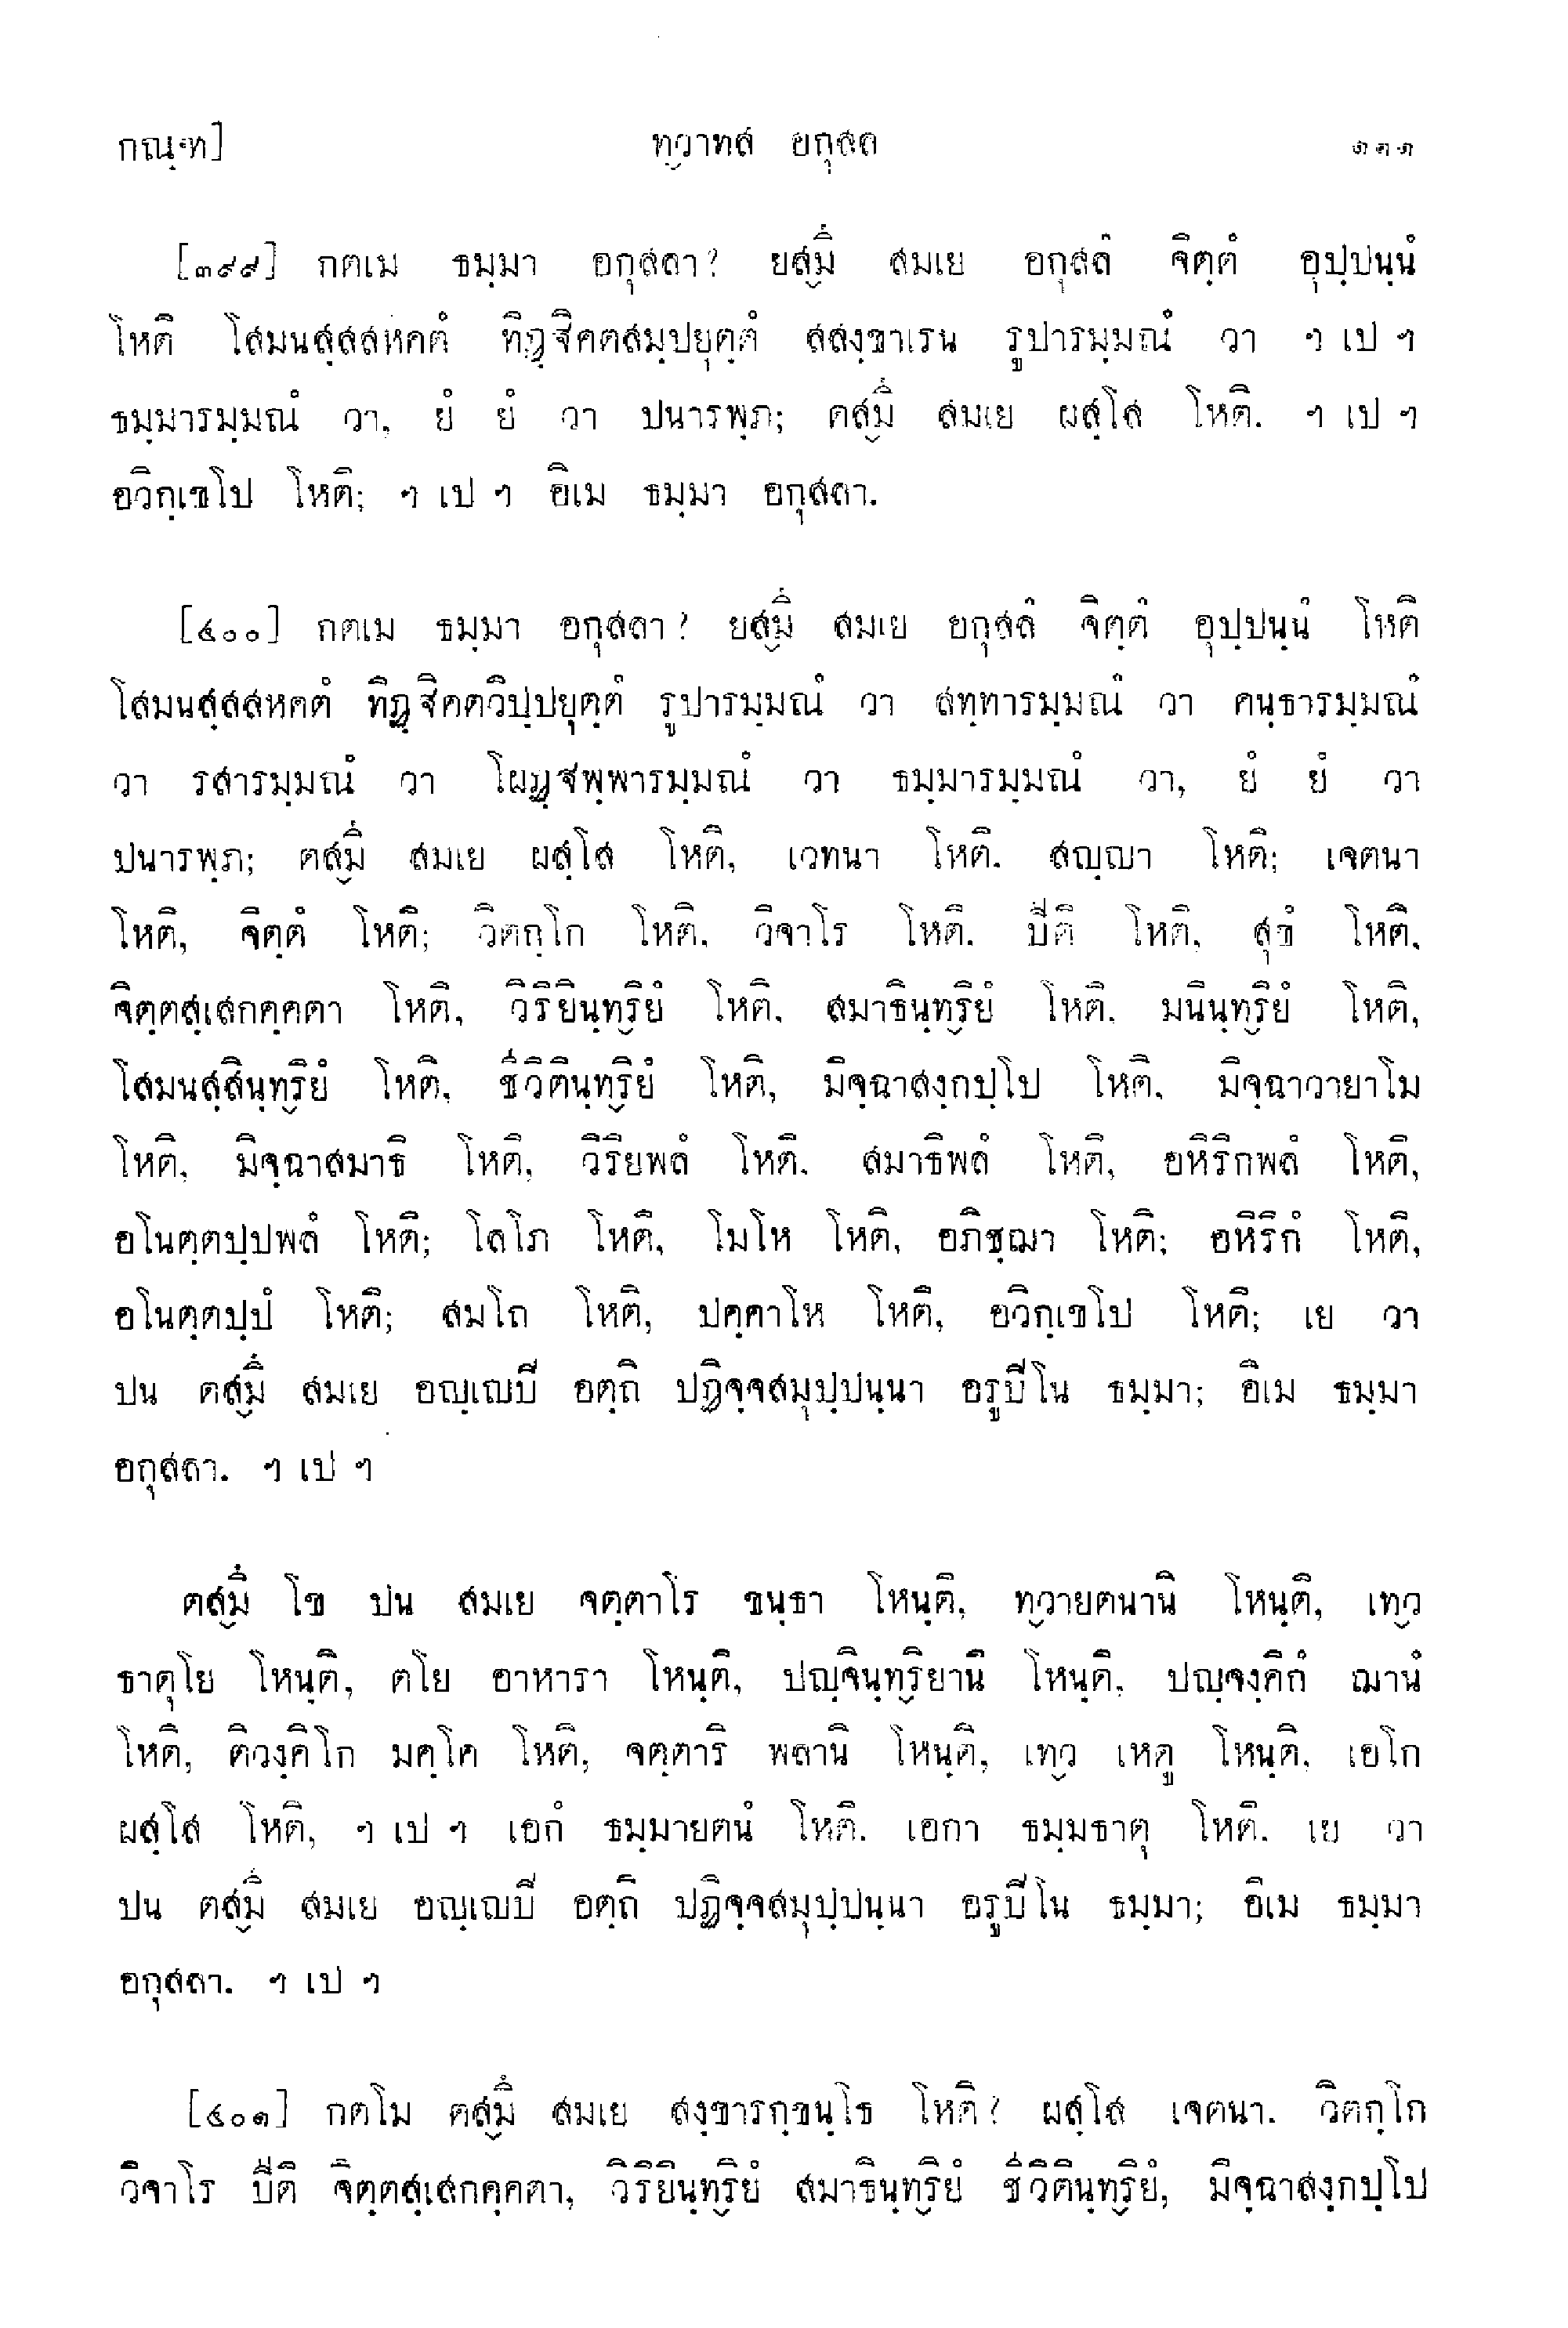 กณฺฑ] ทฺวาทส อกุสล ๑๓๑
[๓๙๙] กตเม ธมฺมา อกุสลา? ยสฺมึ สมเย อกุสลํ จิตฺตํ อุปฺปนฺนํ
โหติ โสมนสฺสสหคตํ ทิฏฺฐิคตสมฺปยุตฺตํ สสงฺขาเรน รูปารมฺมณํ วา ฯ เป ฯ
ธมฺมารมฺมณํ วา, ยํ ยํ วา ปนารพฺภ; ตสฺมึ สมเย ผสฺโส โหติ. ฯ เป ฯ
อวิกฺเขโป โหติ; ฯ เป ฯ อิเม ธมฺมา อกุสลา.
[๔๐๐] กตเม ธมฺมา อกุสลา? ยสฺมึ สมเย อกุสลํ จิตฺตํ อุปฺปนฺนํ โหติ
โสมนสฺสสหคตํ ทิฏฺฐิคตวิปฺปยุตฺตํ รูปารมฺมณํ วา สทฺทารมฺมณํ วา คนฺธารมฺมณํ
วา รสารมฺมณํ วา โผฏฺฐพฺพารมฺมณํ วา ธมฺมารมฺมณํ วา, ยํ ยํ วา
ปนารพฺภ; ตสฺมึ สมเย ผสฺโส โหติ, เวทนา โหติ. สญฺญา โหติ; เจตนา
โหติ, จิตฺตํ โหติ; วิตกฺโก โหติ. วิจาโร โหติ. ปีติ โหติ, สุขํ โหติ.
จิตฺตสฺเสกคฺคตา โหติ, วิริยินฺทฺริยํ โหติ. สมาธินฺทฺริยํ โหติ. มนินฺทฺริยํ โหติ,
โสมนสฺสินฺทฺริยํ โหติ. ชีวิตินฺทฺริยํ โหติ, มิจฺฉาสงฺกปฺโป โหติ. มิจฺฉาวายาโม
โหติ. มิจฺฉาสมาธิ โหติ, วิริยพลํ โหติ. สมาธิพลํ โหติ, อหิริกพลํ โหติ,
อโนตฺตปฺปพลํ โหติ; โลโภ โหติ, โมโห โหติ, อภิชฺฌา โหติ; อหิริกํ โหติ,
อโนตฺตปฺปํ โหติ; สมโถ โหติ, ปคฺคาโห โหติ, อวิกฺเขโป โหติ; เย วา
ปน ตสฺมึ สมเย อญฺเญปี อตฺถิ ปฏิจฺจสมุปฺปนฺนา อรูปีโน ธมฺมา; อิเม ธมฺมา
อกุสลา. ฯ เป ฯ
ตสฺมึ โข ปน สมเย จตฺตาโร ขนฺธา โหนฺติ, ทฺวายตนานิ โหนฺติ, เทฺว
ธาตุโย โหนฺติ, ตโย อาหารา โหนฺติ, ปญฺจินฺทฺริยานิ โหนฺติ, ปญฺจงฺคิกํ ฌานํ
โหติ, ติวงฺคิโก มคฺโค โหติ, จตฺตาริ พลานิ โหนฺติ, เทฺว เหตู โหนฺติ, เอโก
ผสฺโส โหติ, ฯ เป ฯ เอกํ ธมฺมายตนํ โหติ. เอกา ธมฺมธาตุ โหติ. เย วา
ปน ตสฺมึ สมเย อญฺเญปี อตฺถิ ปฏิจฺจสมุปฺปนฺนา อรูปีโน ธมฺมา; อิเม ธมฺมา
อกุสลา. ฯ เป ฯ
[๔๐๑] กตโม ตสฺมึ สมเย สงฺขารกฺขนฺโธ โหติ? ผสฺโส เจตนา. วิตกฺโก
วิจาโร ปีติ จิตฺตสฺเสกคฺคตา, วิริยินฺทฺริยํ สมาธินฺทฺริยํ ชีวิตินฺทฺริยํ, มิจฺฉาสงฺกปฺโป